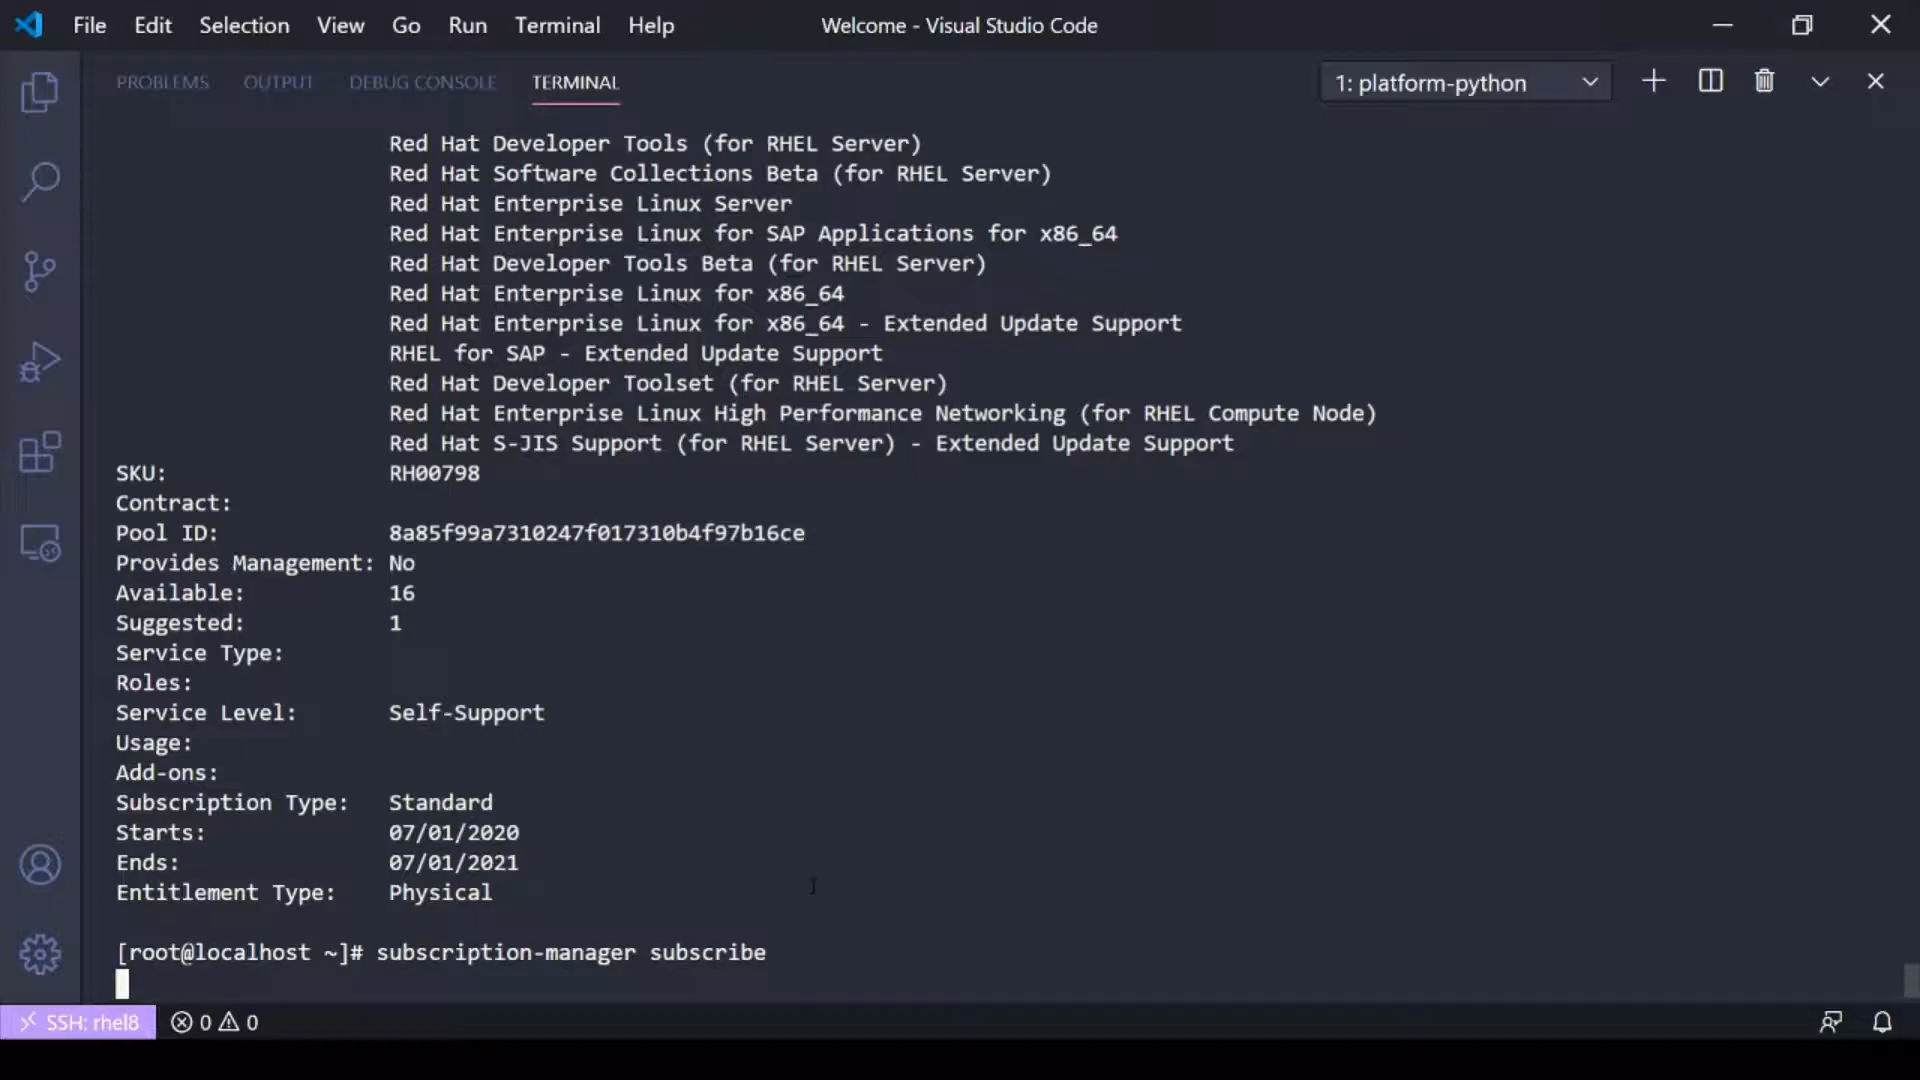 File Edit Selection View Go Run Terminal Help Welcome - Visual Studio Code
PROBLEMS OUTPUT DEBUG CONSOLE TERMINAL 1: platform-python
Red Hat Developer Tools (for RHEL Server)
Red Hat Software Collections Beta (for RHEL Server)
Red Hat Enterprise Linux Server
Red Hat Enterprise Linux for SAP Applications for x86_64
Red Hat Developer Tools Beta (for RHEL Server)
Red Hat Enterprise Linux for x86_64
Red Hat Enterprise Linux for x86_64 - Extended Update Support
RHEL for SAP - Extended Update Support
Red Hat Developer Toolset (for RHEL Server)
Red Hat Enterprise Linux High Performance Networking (for RHEL Compute Node)
Red Hat S-JIS Support (for RHEL Server) - Extended Update Support
SKU: RH00798
Contract:
Pool ID: 8a85f99a7310247f017310b4f97b16ce
Provides Management: No
Available: 16
Suggested: 1
Service Type:
Roles:
Service Level: Self-Support
Usage:
Add-ons:
Subscription Type: Standard
Starts: 07/01/2020
Ends: 07/01/2021
Entitlement Type: Physical
[root@localhost ~]# subscription-manager subscribe
SSH: rhel8 0 0